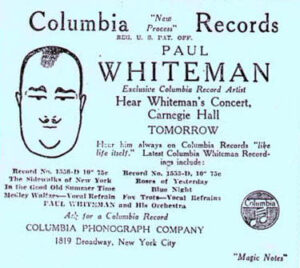 Columbia "New Process" Records
REG. U. S. PAT. OFF.
PAUL
WHITEMAN
Exclusive Columbia Record Artist
Hear Whiteman's Concert,
Carnegie Hall
TOMORROW
Hear him always on Columbia Records "like
life itself." Latest Columbia Whiteman Record-
ings include:
Record No. 1558-D, 10" 75c
The Sidewalks of New York
In the Good Old Summer Time
Medley Waltzes—Vocal Refrain
Record No. 1553-D, 10" 75c
Roses of Yesterday
Blue Night
Fox Trots—Vocal Refrains
PAUL WHITEMAN and His Orchestra
Ask for a Columbia Record
COLUMBIA PHONOGRAPH COMPANY
1819 Broadway, New York City
Columbia
"Magic Notes"